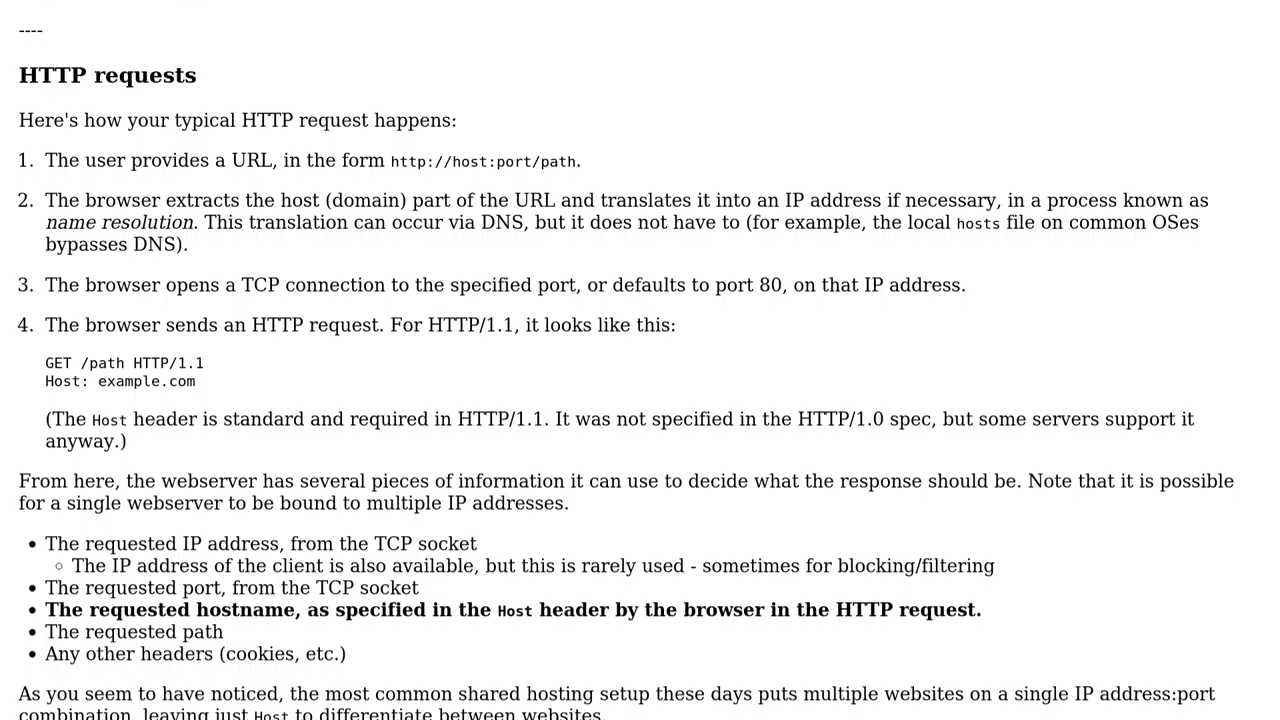 ----
HTTP requests
Here's how your typical HTTP request happens:
1. The user provides a URL, in the form http://host:port/path.
2. The browser extracts the host (domain) part of the URL and translates it into an IP address if necessary, in a process known as
name resolution. This translation can occur via DNS, but it does not have to (for example, the local hosts file on common OSes
bypasses DNS).
3. The browser opens a TCP connection to the specified port, or defaults to port 80, on that IP address.
4. The browser sends an HTTP request. For HTTP/1.1, it looks like this:
GET /path HTTP/1.1
Host: example.com
(The Host header is standard and required in HTTP/1.1. It was not specified in the HTTP/1.0 spec, but some servers support it
anyway.)
From here, the webserver has several pieces of information it can use to decide what the response should be. Note that it is possible
for a single webserver to be bound to multiple IP addresses.
• The requested IP address, from the TCP socket
◦ The IP address of the client is also available, but this is rarely used - sometimes for blocking/filtering
• The requested port, from the TCP socket
• The requested hostname, as specified in the Host header by the browser in the HTTP request.
• The requested path
• Any other headers (cookies, etc.)
As you seem to have noticed, the most common shared hosting setup these days puts multiple websites on a single IP address:port
combination, leaving just Host to differentiate between websites.